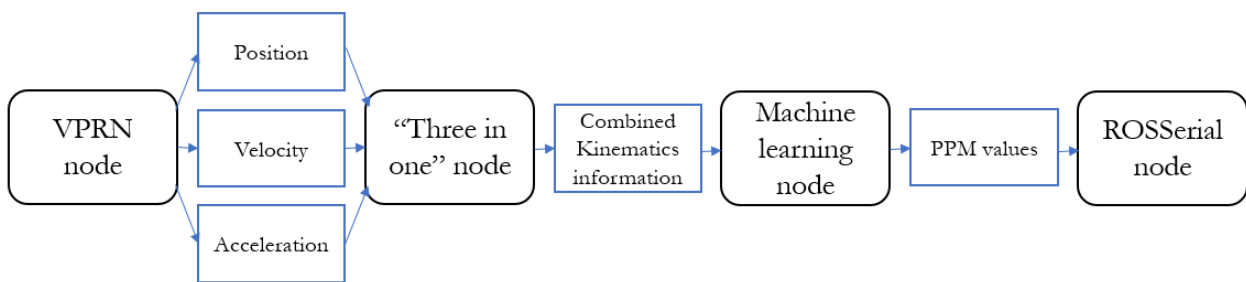 VPRN
node
Position
Velocity
Acceleration
“Three in
one” node
Combined
Kinematics
information
Machine
learning
node
PPM values
ROSSerial
node